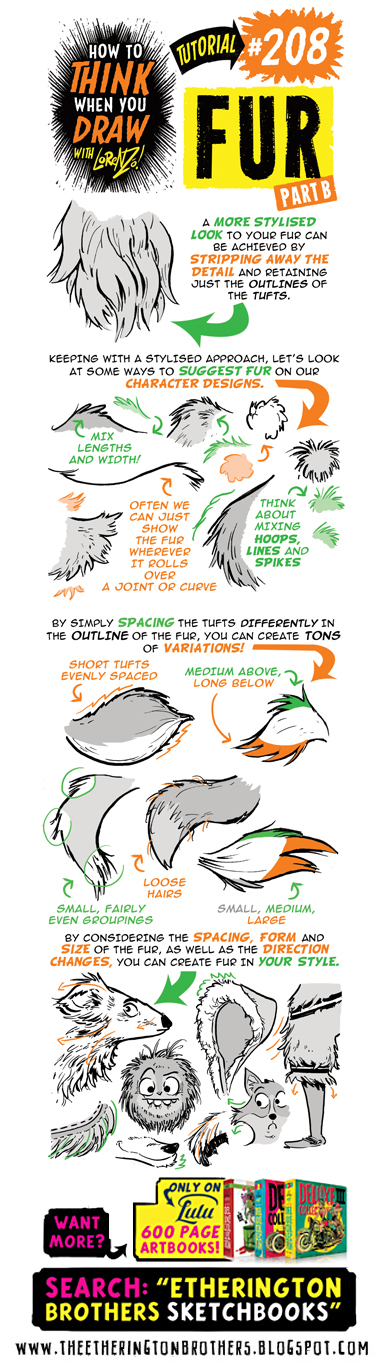 HOW TO
THINK
WHEN YOU
DRAW
WITH LORENZO!
TUTORIAL
#208
FUR
PART B
A MORE STYLISED
LOOK TO YOUR FUR CAN
BE ACHIEVED BY
STRIPPING AWAY THE
DETAIL AND RETAINING
JUST THE OUTLINES OF
THE TUFTS.
KEEPING WITH A STYLISED APPROACH, LET'S LOOK
AT SOME WAYS TO SUGGEST FUR ON OUR
CHARACTER DESIGNS.
MIX
LENGTHS
AND WIDTH!
OFTEN WE
CAN JUST
SHOW
THE FUR
WHEREVER
IT ROLLS
OVER
A JOINT OR CURVE
THINK
ABOUT
MIXING
HOOPS,
LINES AND
SPIKES
BY SIMPLY SPACING THE TUFTS DIFFERENTLY IN
THE OUTLINE OF THE FUR, YOU CAN CREATE TONS
OF VARIATIONS!
SHORT TUFTS
EVENLY SPACED
MEDIUM ABOVE,
LONG BELOW
LOOSE
HAIRS
SMALL, FAIRLY
EVEN GROUPINGS
SMALL, MEDIUM,
LARGE
BY CONSIDERING THE SPACING, FORM AND
SIZE OF THE FUR, AS WELL AS THE DIRECTION
CHANGES, YOU CAN CREATE FUR IN YOUR STYLE.
WANT
MORE?
ONLY ON
Lulu
600 PAGE
ARTBOOKS!
DELUXE III
SEARCH: "ETHERINGTON
BROTHERS SKETCHBOOKS"
WWW.THEETHERINGTONBROTHERS.BLOGSPOT.COM